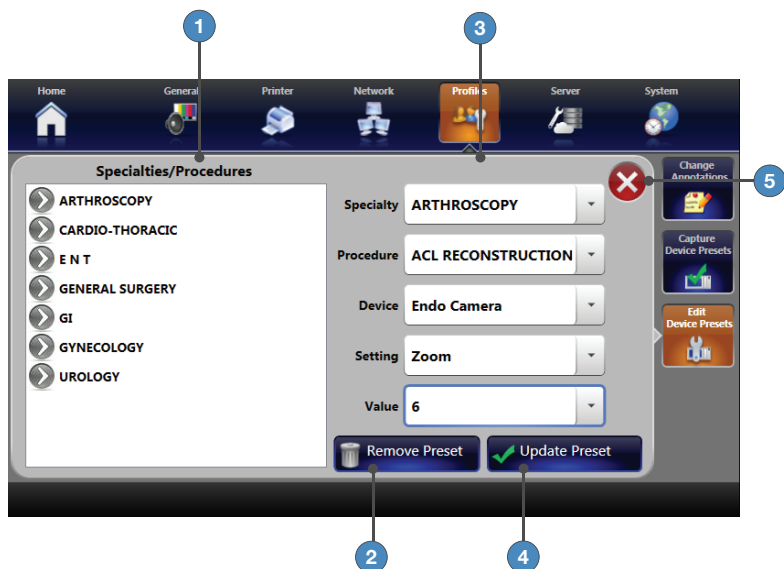 1
3
Home
General
Printer
Network
Profiles
Server
System
Specialties/Procedures
ARTHROSCOPY
CARDIO-THORACIC
E N T
GENERAL SURGERY
GI
GYNECOLOGY
UROLOGY
Specialty ARTHROSCOPY
Procedure ACL RECONSTRUCTION
Device Endo Camera
Setting Zoom
Value 6
Remove Preset
Update Preset
Change
Annotations
5
Capture
Device Presets
Edit
Device Presets
2
4